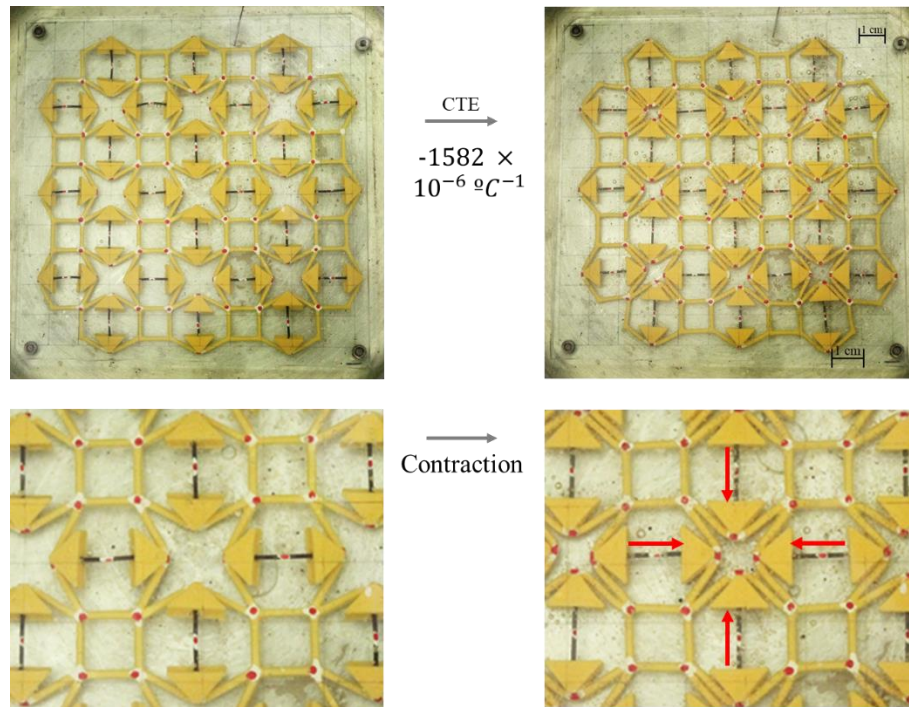 1 cm
CTE
-1582 ×
10⁻⁶ ºC⁻¹
1 cm
Contraction